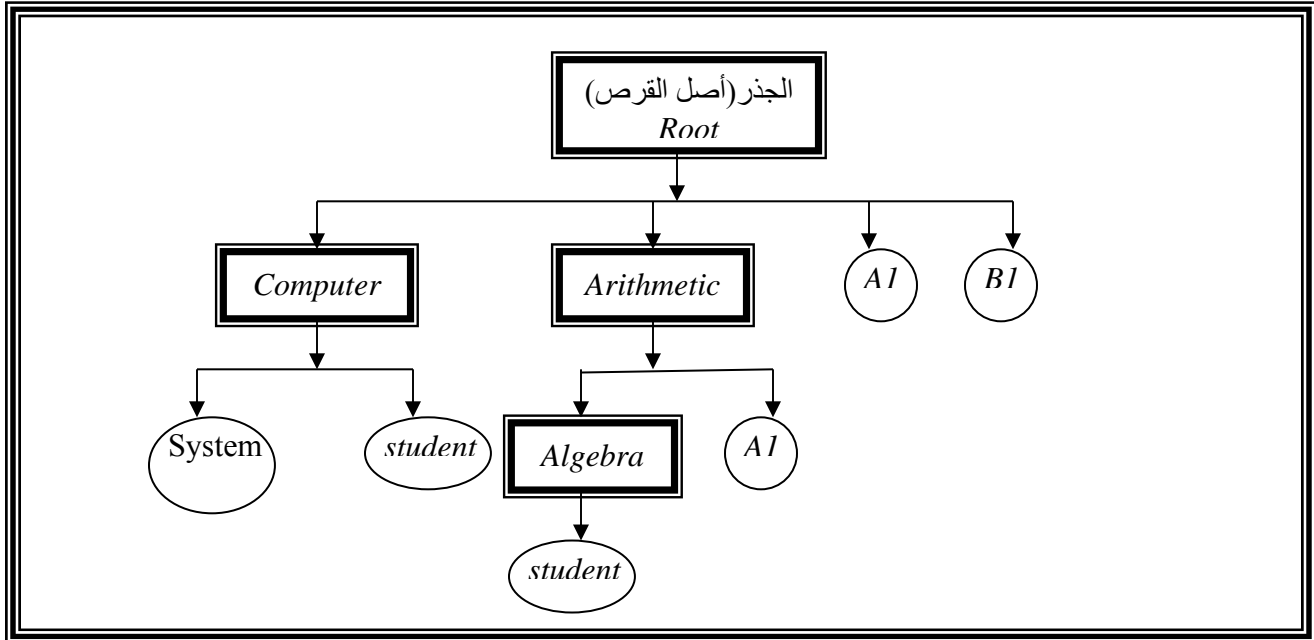 الجذر(أصل القرص)
Root
Computer
Arithmetic
A1
B1
System
student
Algebra
A1
student